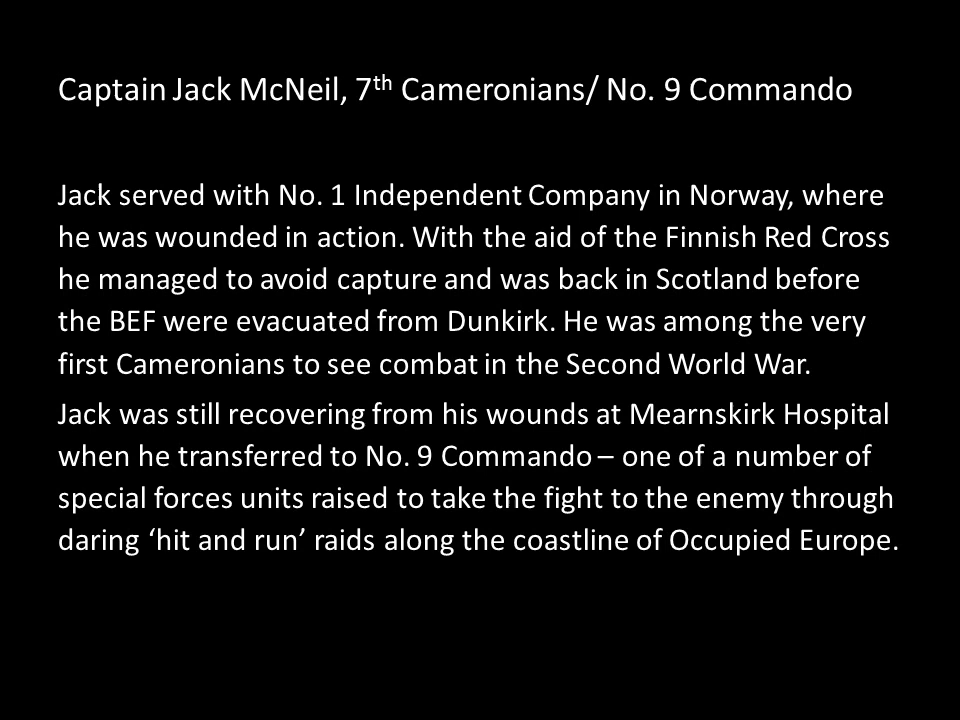 Captain Jack McNeil, 7th Cameronians/ No. 9 Commando
Jack served with No. 1 Independent Company in Norway, where
he was wounded in action. With the aid of the Finnish Red Cross
he managed to avoid capture and was back in Scotland before
the BEF were evacuated from Dunkirk. He was among the very
first Cameronians to see combat in the Second World War.
Jack was still recovering from his wounds at Mearnskirk Hospital
when he transferred to No. 9 Commando – one of a number of
special forces units raised to take the fight to the enemy through
daring ‘hit and run’ raids along the coastline of Occupied Europe.